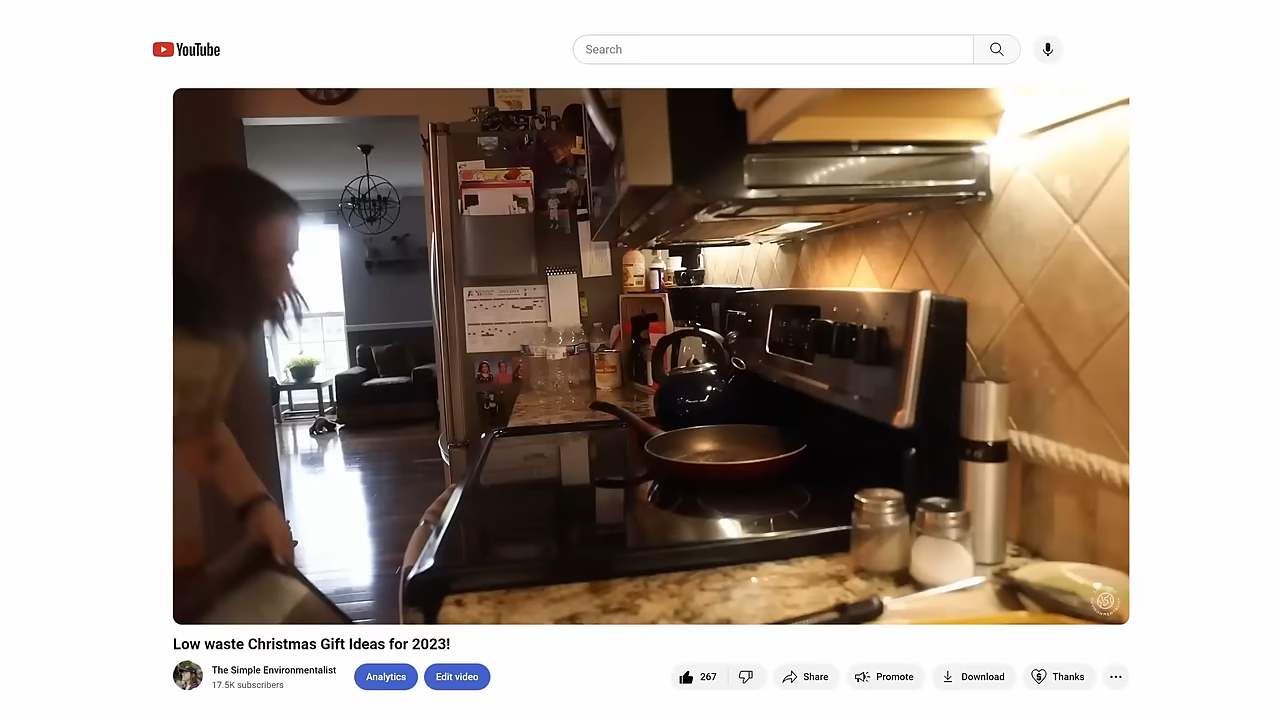 YouTube
Search
Low waste Christmas Gift Ideas for 2023!
The Simple Environmentalist
17.5K subscribers
Analytics
Edit video
267
Share
Promote
Download
Thanks